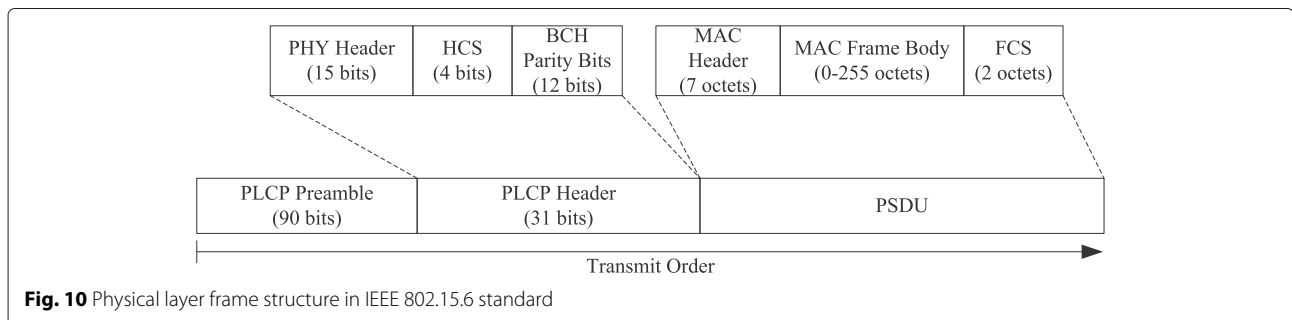 PHY Header
(15 bits)
HCS
(4 bits)
BCH
Parity Bits
(12 bits)
MAC
Header
(7 octets)
MAC Frame Body
(0-255 octets)
FCS
(2 octets)
PLCP Preamble
(90 bits)
PLCP Header
(31 bits)
PSDU
Transmit Order
Fig. 10 Physical layer frame structure in IEEE 802.15.6 standard